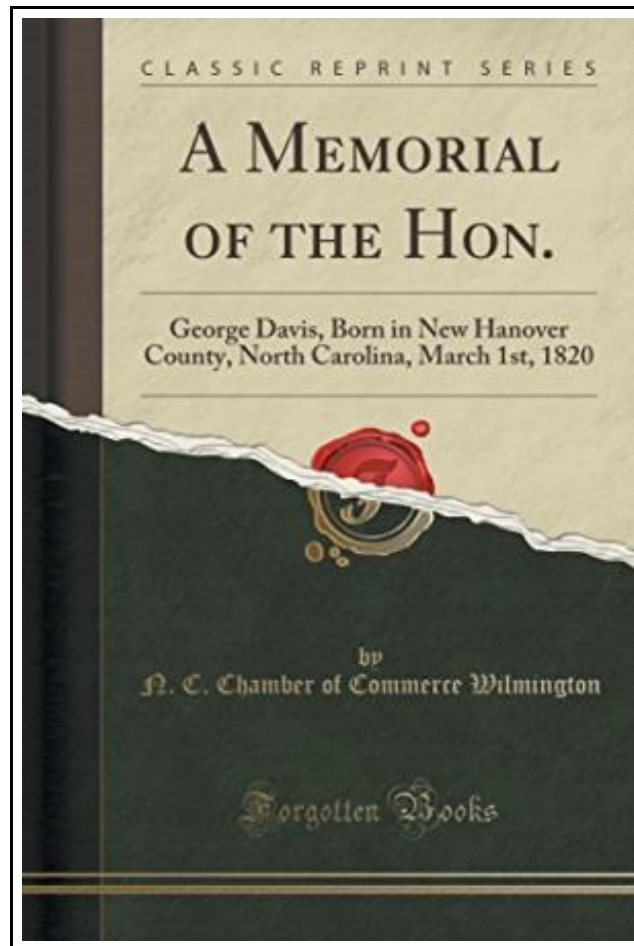 CLASSIC REPRINT SERIES
A MEMORIAL
OF THE HON.
George Davis, Born in New Hanover
County, North Carolina, March 1st, 1820
by
N. C. Chamber of Commerce Wilmington
Forgotten Books